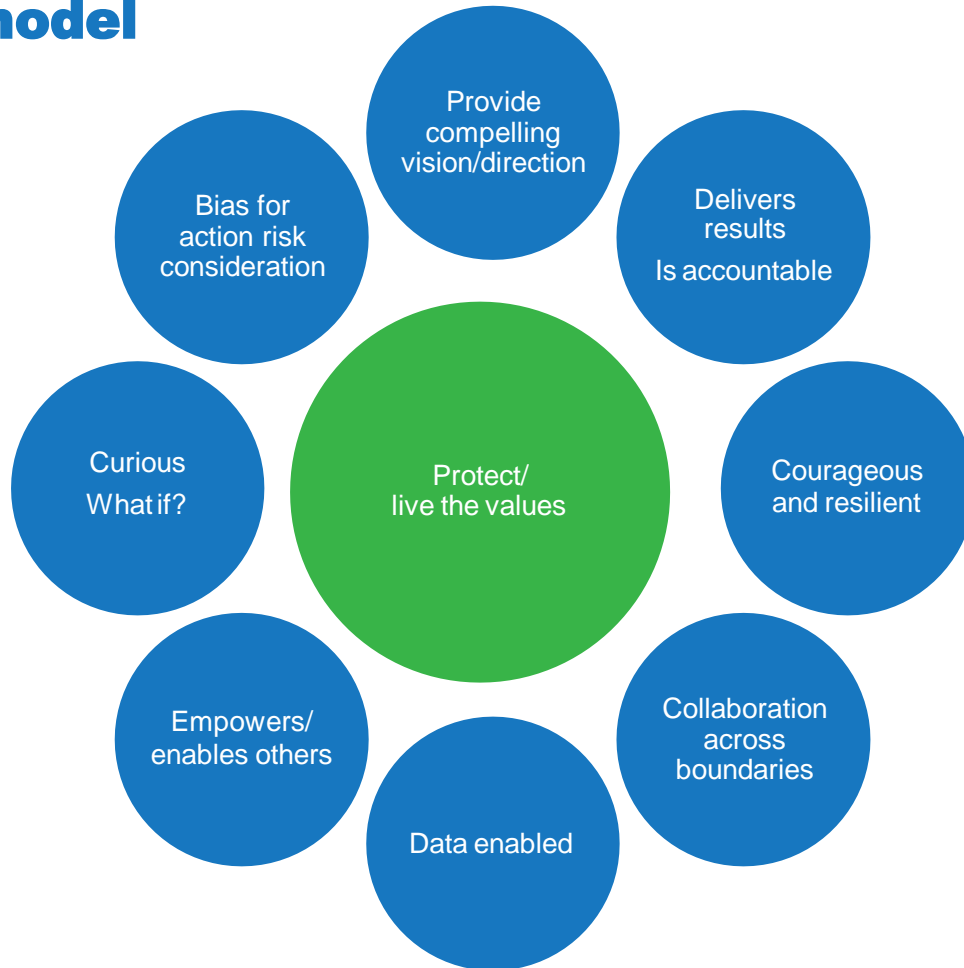 model
Provide
compelling
vision/direction
Delivers
results
Is accountable
Courageous
and resilient
Collaboration
across
boundaries
Data enabled
Empowers/
enables others
Curious
What if?
Bias for
action risk
consideration
Protect/
live the values